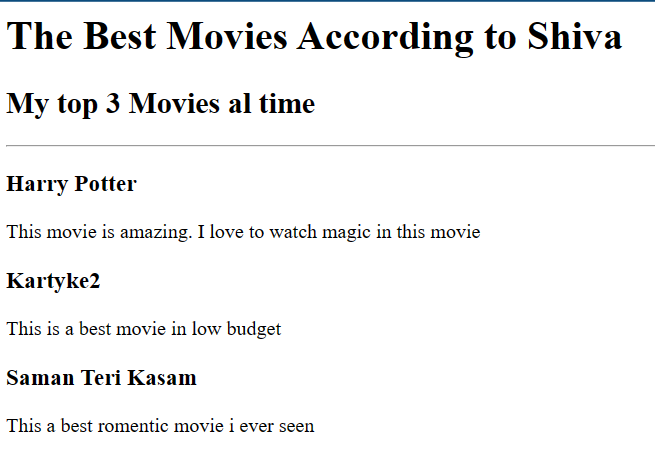 The Best Movies According to Shiva
My top 3 Movies al time
Harry Potter
This movie is amazing. I love to watch magic in this movie
Kartyke2
This is a best movie in low budget
Saman Teri Kasam
This a best romentic movie i ever seen